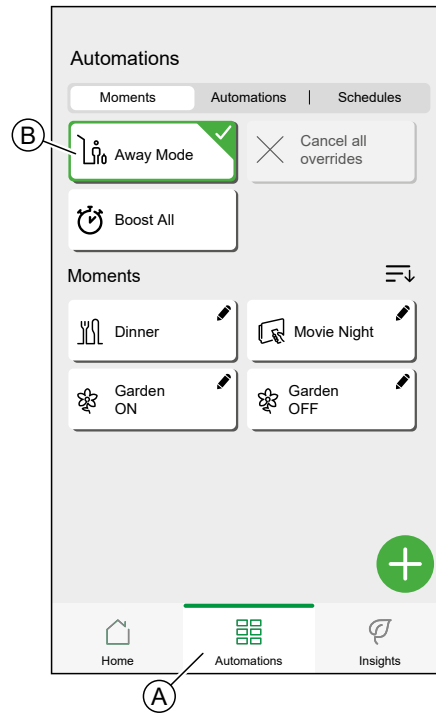 Automations
Moments Automations | Schedules
B
Away Mode
Cancel all
overrides
Boost All
Moments
Dinner
Movie Night
Garden
ON
Garden
OFF
Home Automations Insights
A